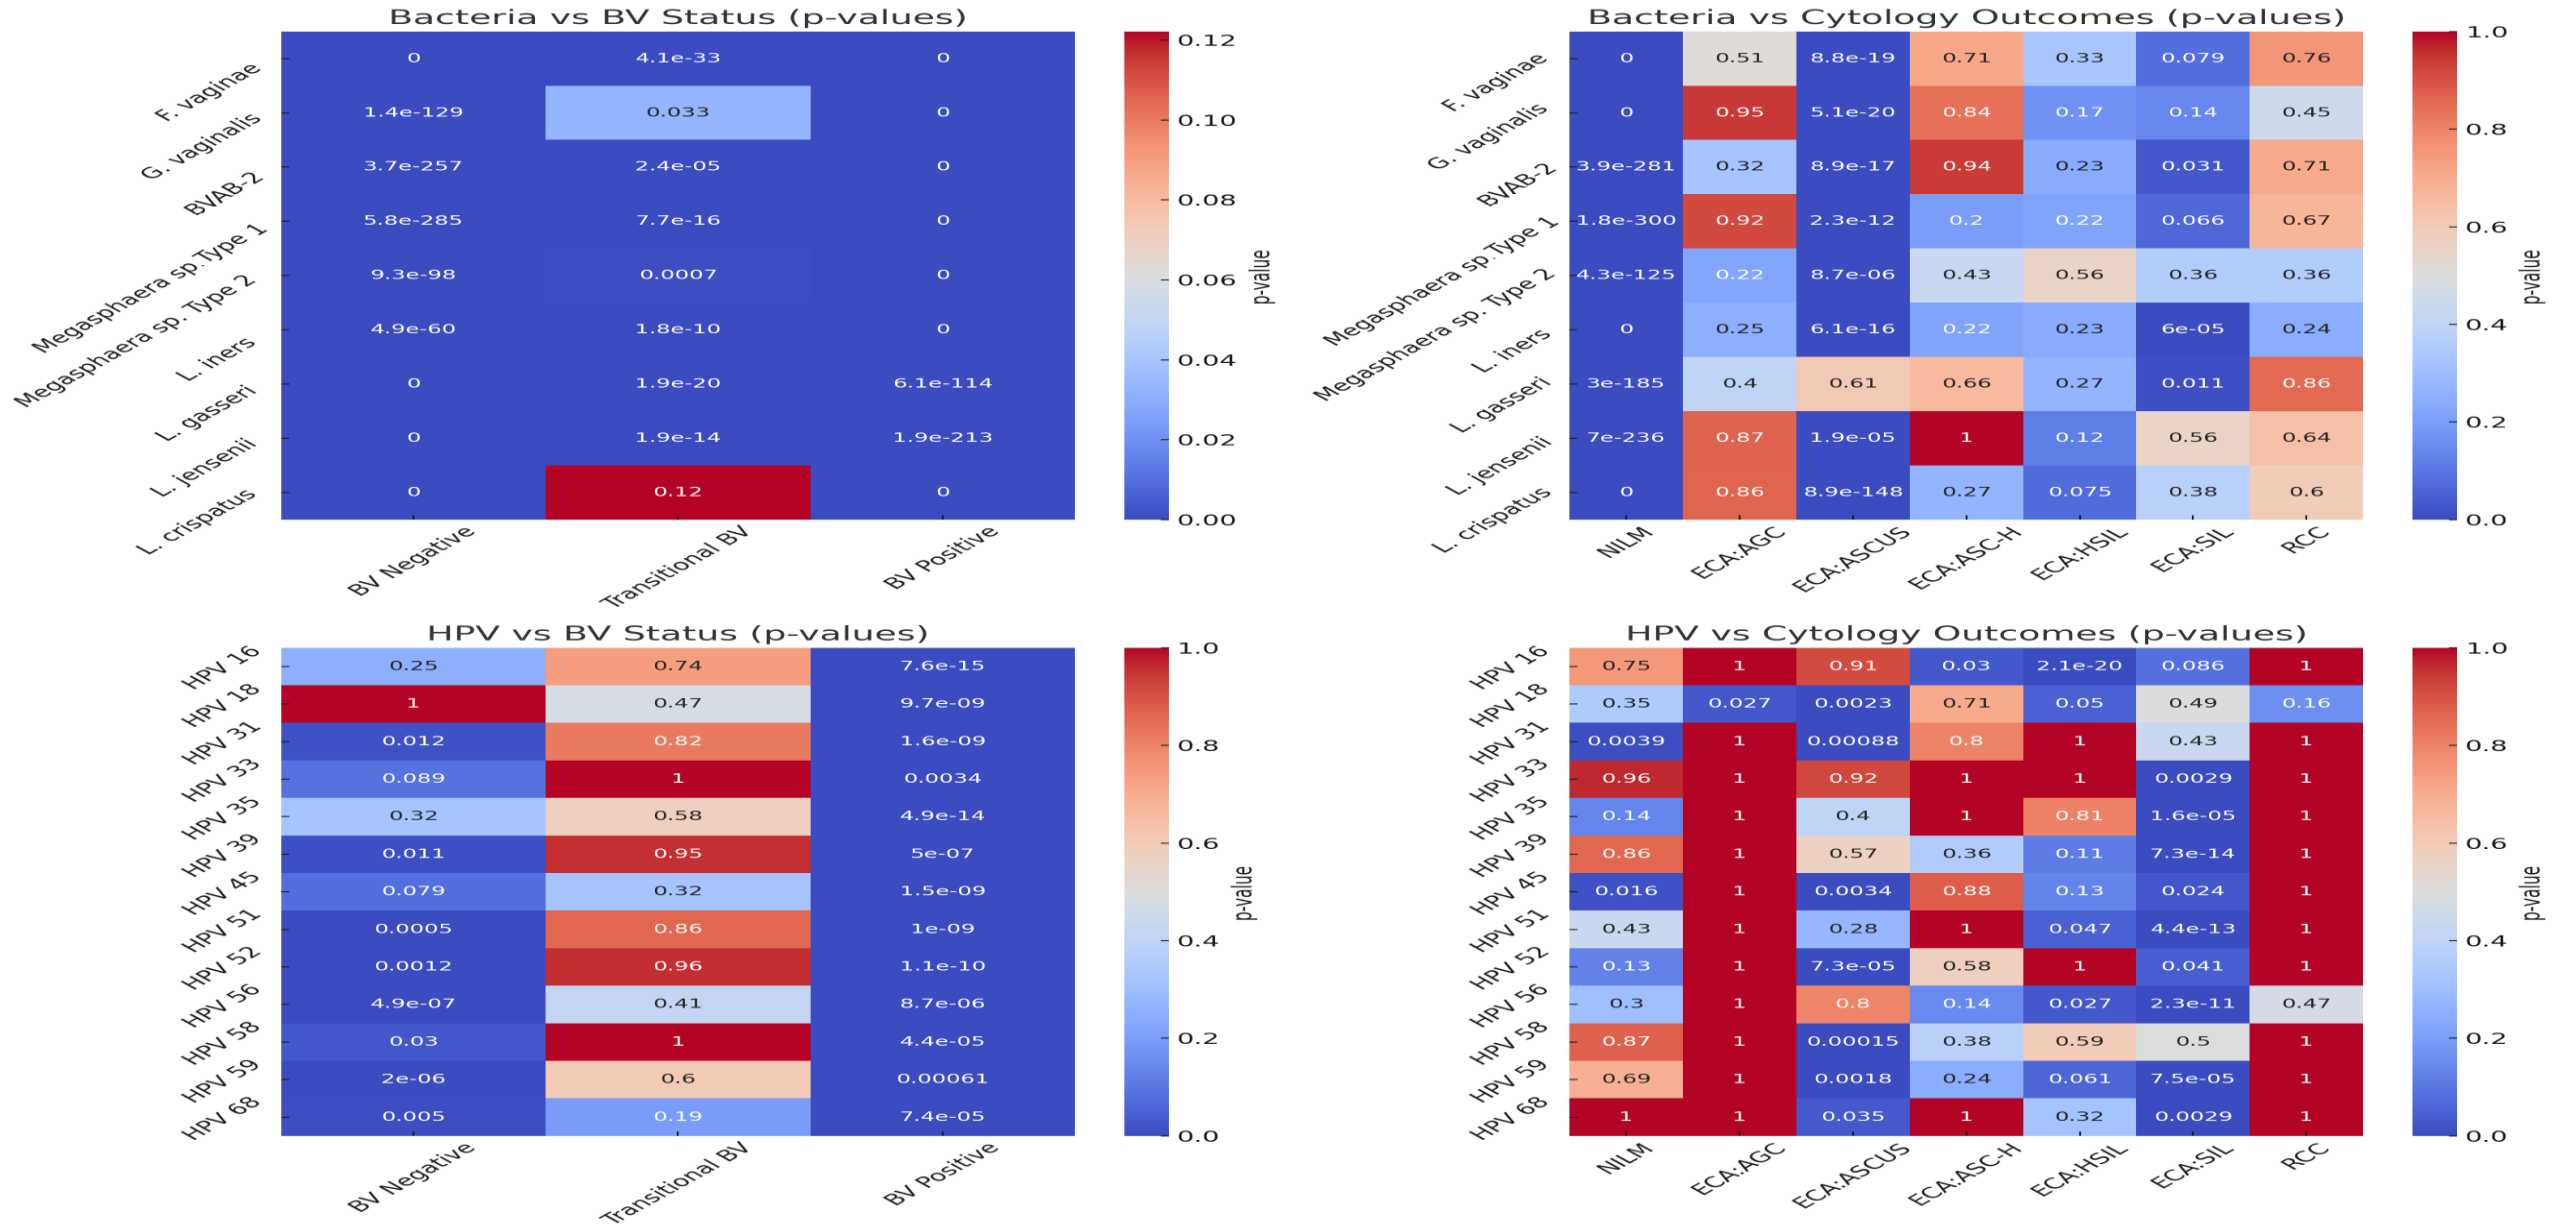 Bacteria vs BV Status (p-values)
F. vaginae 0 4.1e-33 0
G. vaginalis 1.4e-129 0.033 0
BVAB-2 3.7e-257 2.4e-05 0
Megasphaera sp.Type 1 5.8e-285 7.7e-16 0
Megasphaera sp. Type 2 9.3e-98 0.0007 0
L. iners 4.9e-60 1.8e-10 0
L. gasseri 0 1.9e-20 6.1e-114
L. jensenii 0 1.9e-14 1.9e-213
L. crispatus 0 0.12 0
BV Negative Transitional BV BV Positive
0.12
0.10
0.08
0.06
0.04
0.02
0.00
p-value
Bacteria vs Cytology Outcomes (p-values)
F. vaginae 0 0.51 8.8e-19 0.71 0.33 0.079 0.76
G. vaginalis 0 0.95 5.1e-20 0.84 0.17 0.14 0.45
BVAB-2 3.9e-281 0.32 8.9e-17 0.94 0.23 0.031 0.71
Megasphaera sp.Type 1 1.8e-300 0.92 2.3e-12 0.2 0.22 0.066 0.67
Megasphaera sp. Type 2 4.3e-125 0.22 8.7e-06 0.43 0.56 0.36 0.36
L. iners 0 0.25 6.1e-16 0.22 0.23 6e-05 0.24
L. gasseri 3e-185 0.4 0.61 0.66 0.27 0.011 0.86
L. jensenii 7e-236 0.87 1.9e-05 1 0.12 0.56 0.64
L. crispatus 0 0.86 8.9e-148 0.27 0.075 0.38 0.6
NILM ECA:AGC ECA:ASCUS ECA:ASC-H ECA:HSIL ECA:SIL RCC
1.0
0.8
0.6
0.4
0.2
0.0
p-value
HPV vs BV Status (p-values)
HPV 16 0.25 0.74 7.6e-15
HPV 18 1 0.47 9.7e-09
HPV 31 0.012 0.82 1.6e-09
HPV 33 0.089 1 0.0034
HPV 35 0.32 0.58 4.9e-14
HPV 39 0.011 0.95 5e-07
HPV 45 0.079 0.32 1.5e-09
HPV 51 0.0005 0.86 1e-09
HPV 52 0.0012 0.96 1.1e-10
HPV 56 4.9e-07 0.41 8.7e-06
HPV 58 0.03 1 4.4e-05
HPV 59 2e-06 0.6 0.00061
HPV 68 0.005 0.19 7.4e-05
BV Negative Transitional BV BV Positive
1.0
0.8
0.6
0.4
0.2
0.0
p-value
HPV vs Cytology Outcomes (p-values)
HPV 16 0.75 1 0.91 0.03 2.1e-20 0.086 1
HPV 18 0.35 0.027 0.0023 0.71 0.05 0.49 0.16
HPV 31 0.0039 1 0.00088 0.8 1 0.43 1
HPV 33 0.96 1 0.92 1 1 0.0029 1
HPV 35 0.14 1 0.4 1 0.81 1.6e-05 1
HPV 39 0.86 1 0.57 0.36 0.11 7.3e-14 1
HPV 45 0.016 1 0.0034 0.88 0.13 0.024 1
HPV 51 0.43 1 0.28 1 0.047 4.4e-13 1
HPV 52 0.13 1 7.3e-05 0.58 1 0.041 1
HPV 56 0.3 1 0.8 0.14 0.027 2.3e-11 0.47
HPV 58 0.87 1 0.00015 0.38 0.59 0.5 1
HPV 59 0.69 1 0.0018 0.24 0.061 7.5e-05 1
HPV 68 1 1 0.035 1 0.32 0.0029 1
NILM ECA:AGC ECA:ASCUS ECA:ASC-H ECA:HSIL ECA:SIL RCC
1.0
0.8
0.6
0.4
0.2
0.0
p-value